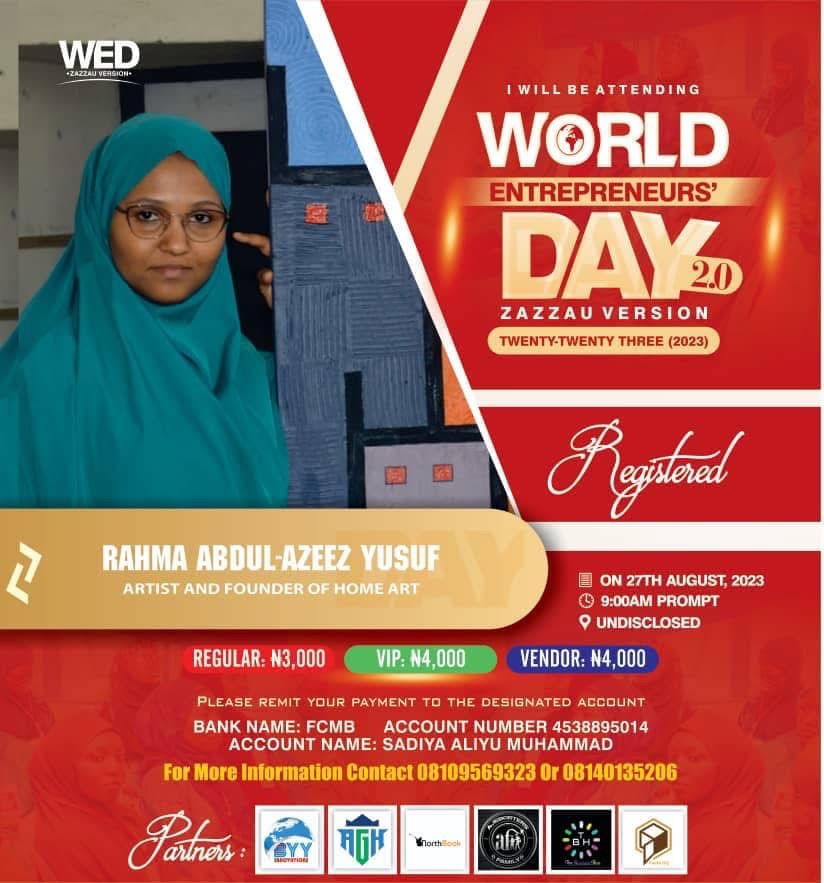 WED
•ZAZZAU VERSION•
I WILL BE ATTENDING
WORLD
ENTREPRENEURS'
DAY 2.0
ZAZZAU VERSION
TWENTY-TWENTY THREE (2023)
Registered
RAHMA ABDUL-AZEEZ YUSUF
ARTIST AND FOUNDER OF HOME ART
ON 27TH AUGUST, 2023
9:00AM PROMPT
UNDISCLOSED
REGULAR: ₦3,000 VIP: ₦4,000 VENDOR: ₦4,000
PLEASE REMIT YOUR PAYMENT TO THE DESIGNATED ACCOUNT
BANK NAME: FCMB ACCOUNT NUMBER 4538895014
ACCOUNT NAME: SADIYA ALIYU MUHAMMAD
For More Information Contact 08109569323 Or 08140135206
Partners :
INNOVATIONS
AGH
NorthBook
FAMILY
TBH